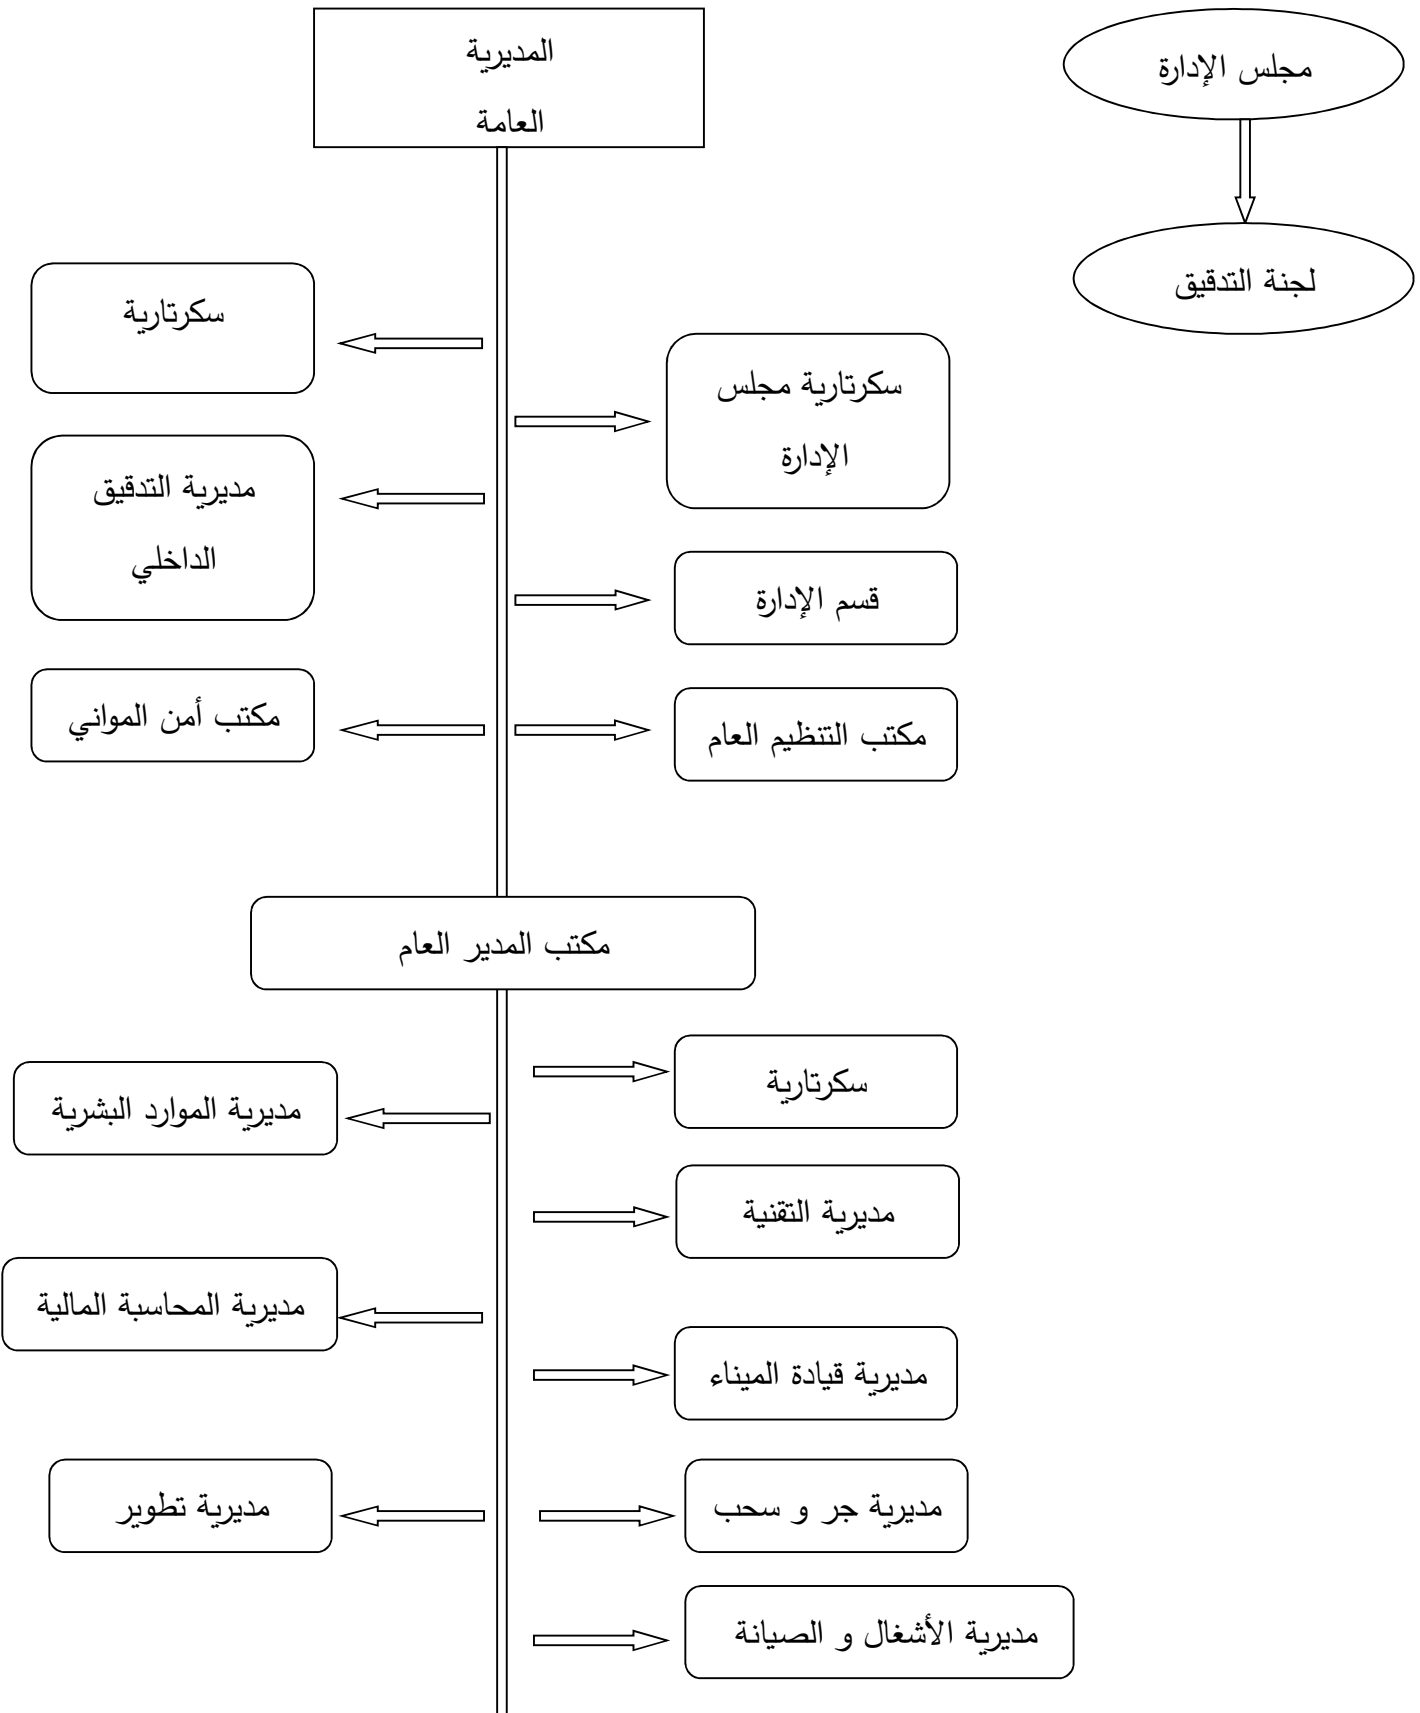 مجلس الإدارة
لجنة التدقيق
المديرية
العامة
سكرتارية
سكرتارية مجلس
الإدارة
مديرية التدقيق
الداخلي
قسم الإدارة
مكتب أمن المواني
مكتب التنظيم العام
مكتب المدير العام
سكرتارية
مديرية الموارد البشرية
مديرية التقنية
مديرية المحاسبة المالية
مديرية قيادة الميناء
مديرية جر و سحب
مديرية تطوير
مديرية الأشغال و الصيانة